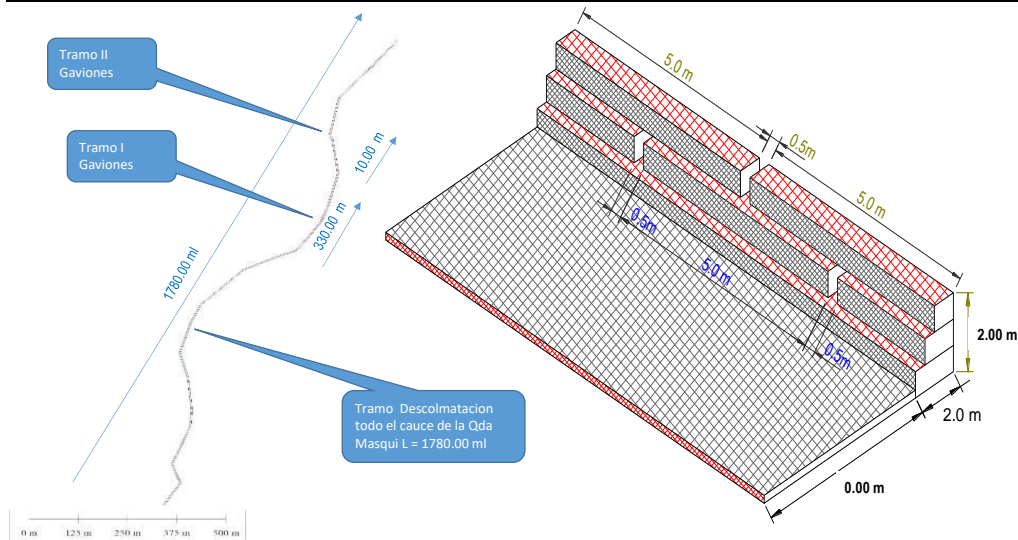 Tramo II
Gaviones
Tramo I
Gaviones
10.00 m
330.00 m
1780.00 ml
Tramo Descolmatacion
todo el cauce de la Qda
Masqui L = 1780.00 ml
0 m 125 m 250 m 375 m 500 m
5.0 m
0.5m
5.0 m
0.5m
5.0 m
0.5m
2.00 m
2.0 m
0.00 m